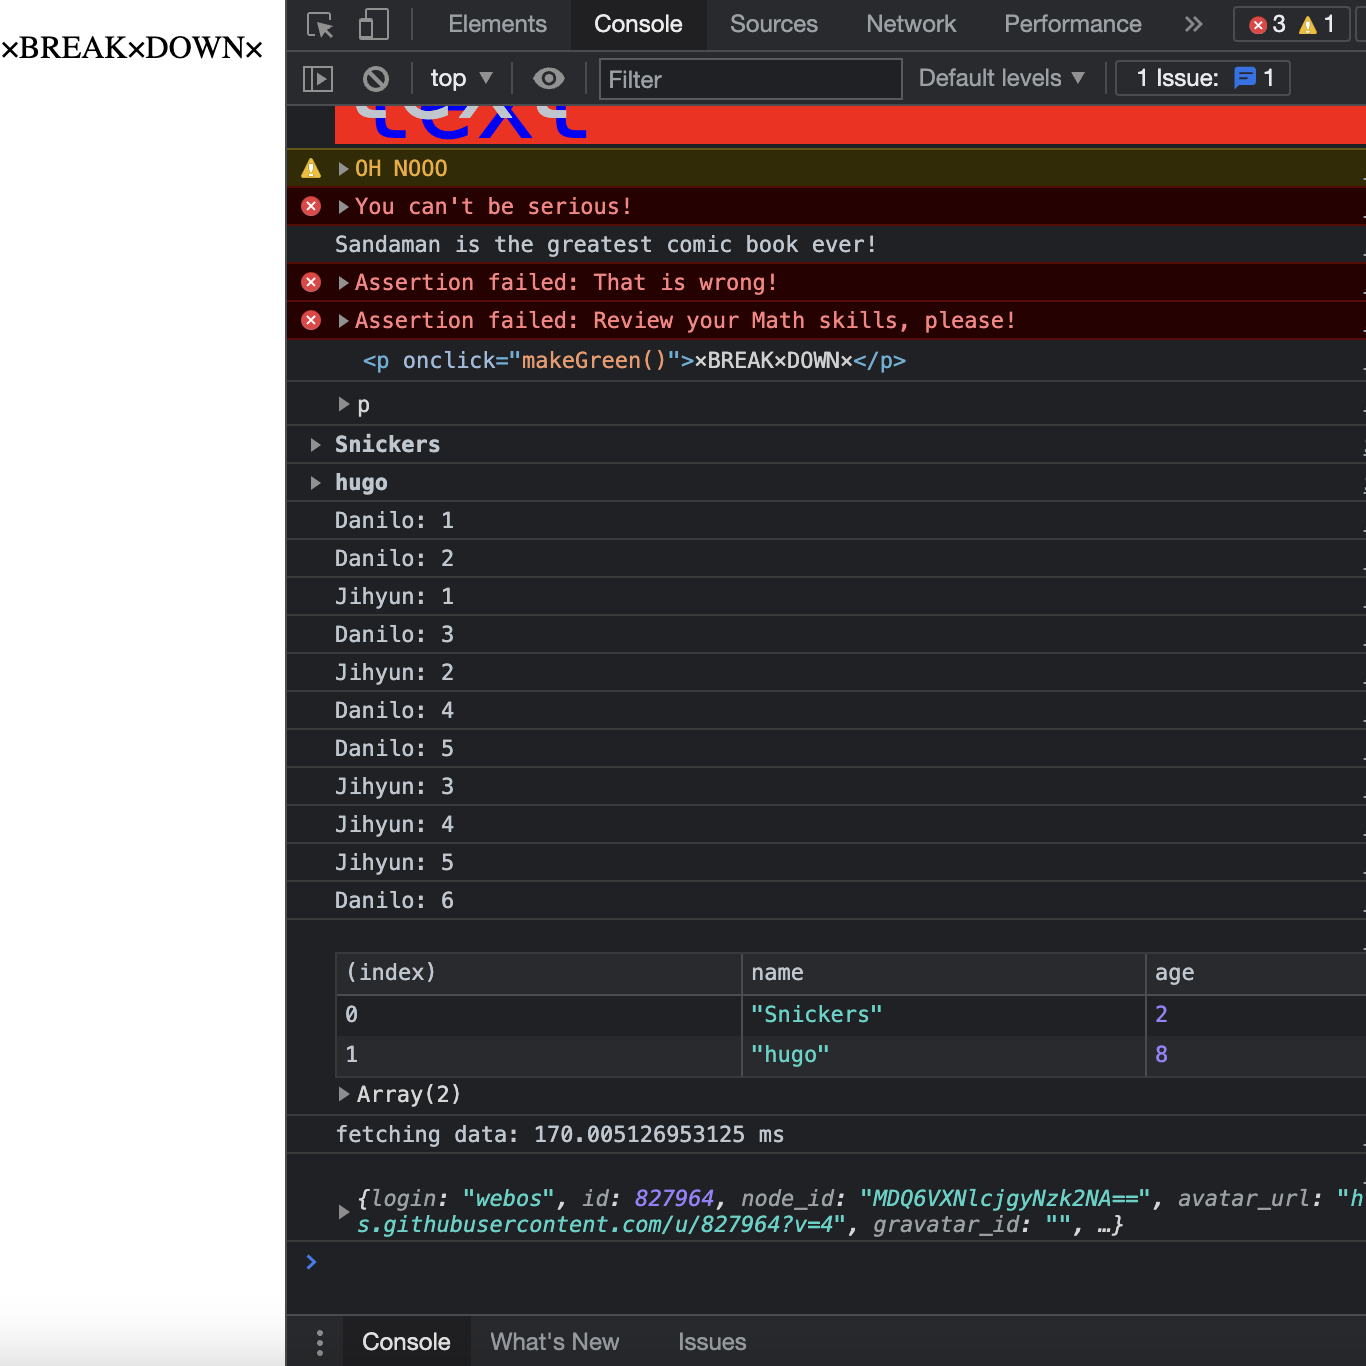 ×BREAK×DOWN×
Elements Console Sources Network Performance » 3 1
top ▼ Filter Default levels ▼ 1 Issue: 1
text
OH NOOO
You can't be serious!
Sandaman is the greatest comic book ever!
Assertion failed: That is wrong!
Assertion failed: Review your Math skills, please!
<p onclick="makeGreen()">×BREAK×DOWN×</p>
p
Snickers
hugo
Danilo: 1
Danilo: 2
Jihyun: 1
Danilo: 3
Jihyun: 2
Danilo: 4
Danilo: 5
Jihyun: 3
Jihyun: 4
Jihyun: 5
Danilo: 6
(index) name age
0 "Snickers" 2
1 "hugo" 8
Array(2)
fetching data: 170.005126953125 ms
{login: "webos", id: 827964, node_id: "MDQ6VXNlcjgyNzk2NA==", avatar_url: "h
s.githubusercontent.com/u/827964?v=4", gravatar_id: "", …}
>
Console What's New Issues